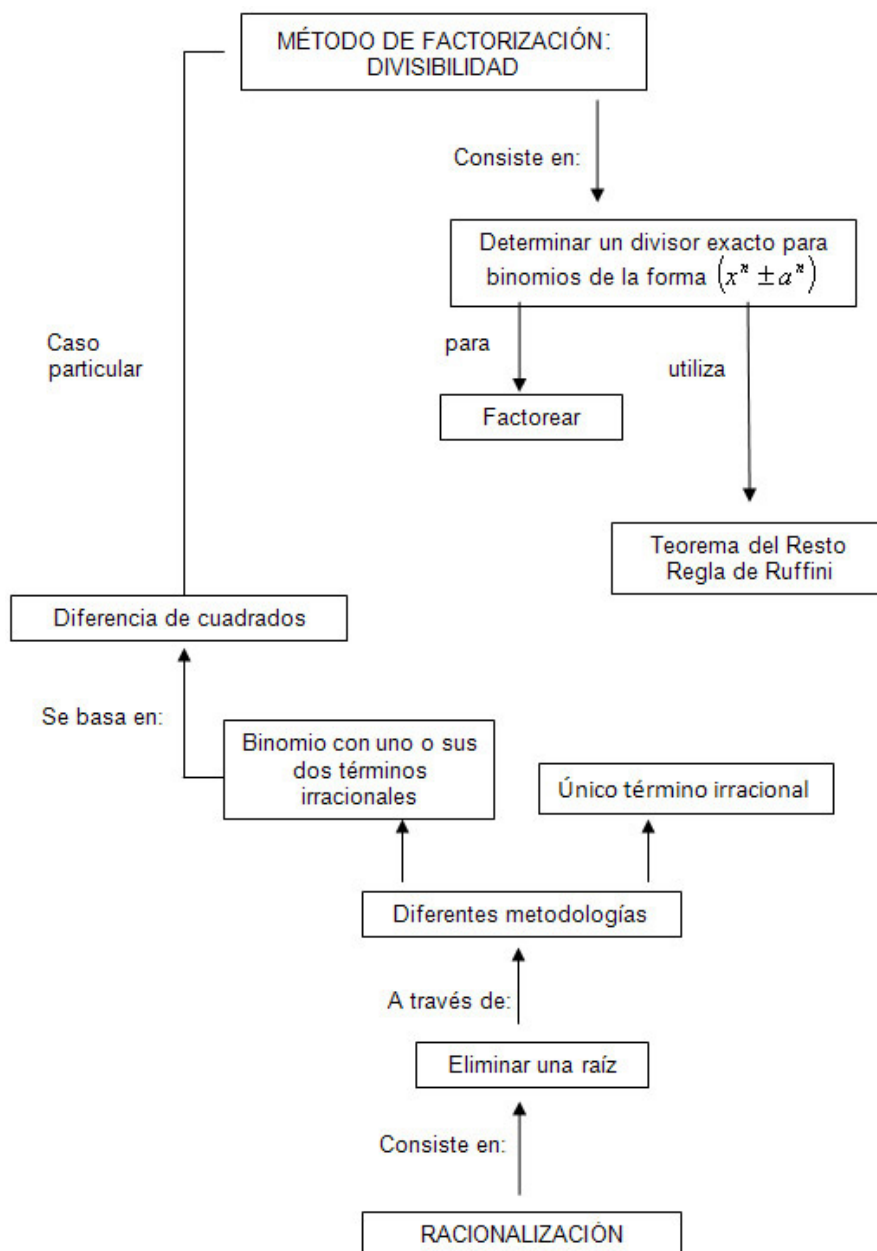 MÉTODO DE FACTORIZACIÓN:
DIVISIBILIDAD
Consiste en:
Determinar un divisor exacto para
binomios de la forma (xⁿ ± aⁿ)
Caso
particular
para
utiliza
Factorear
Teorema del Resto
Regla de Ruffini
Diferencia de cuadrados
Se basa en:
Binomio con uno o sus
dos términos
irracionales
Único término irracional
Diferentes metodologías
A través de:
Eliminar una raíz
Consiste en:
RACIONALIZACIÓN